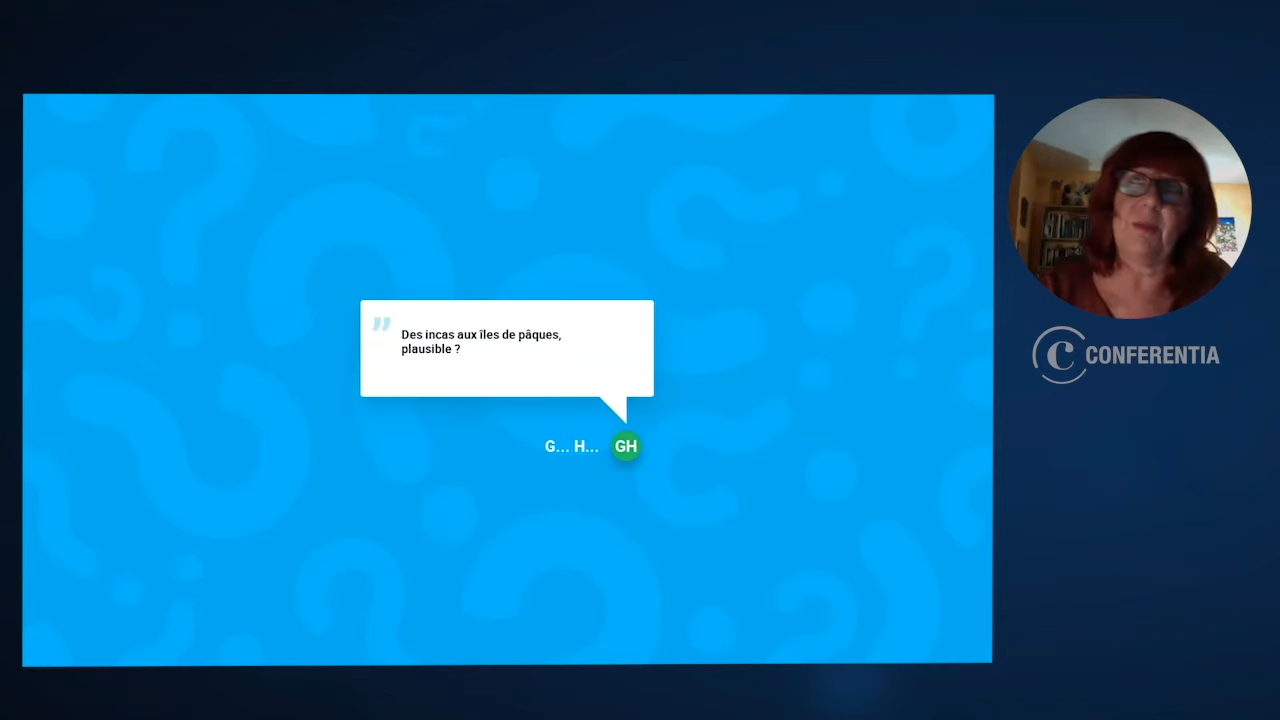 Des incas aux îles de pâques,
plausible ?
G... H... GH
C CONFERENTIA